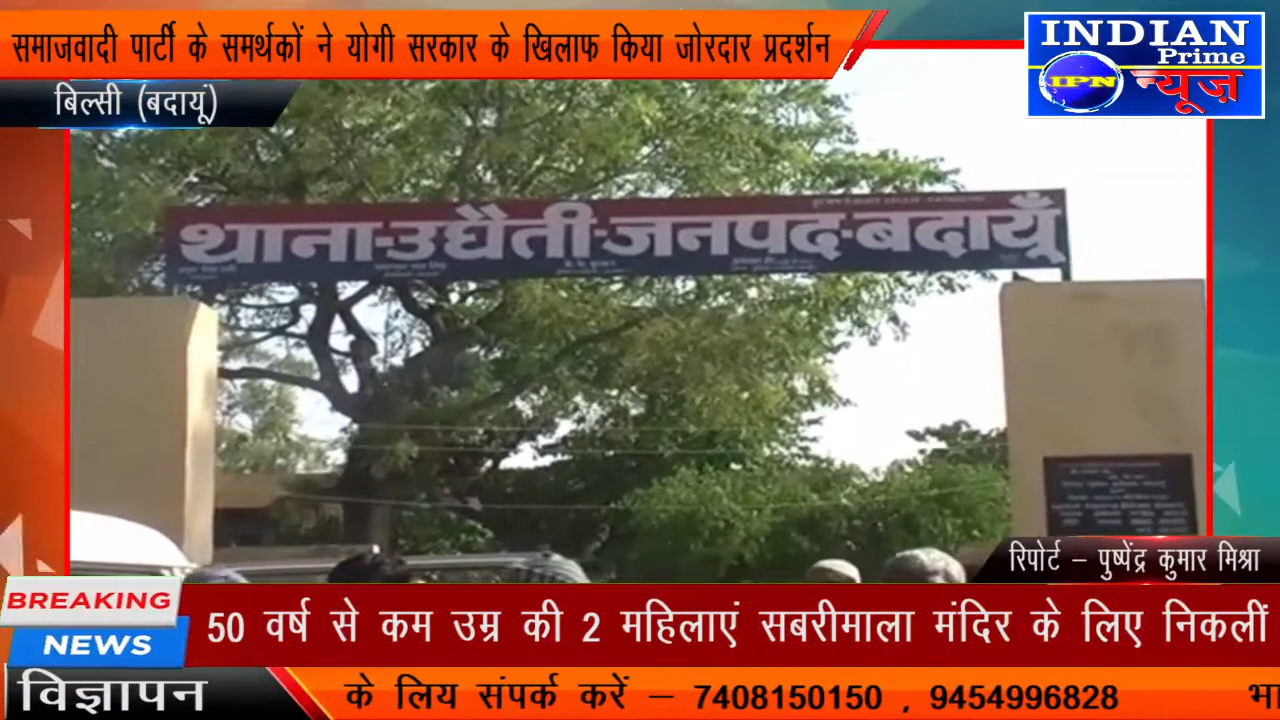 समाजवादी पार्टी के समर्थकों ने योगी सरकार के खिलाफ किया जोरदार प्रदर्शन
INDIAN
Prime
IPN न्यूज़
बिल्सी (बदायूं)
थाना-उघैती-जनपद-बदायूँ
रिपोर्ट – पुष्पेंद्र कुमार मिश्रा
BREAKING
NEWS
50 वर्ष से कम उम्र की 2 महिलाएं सबरीमाला मंदिर के लिए निकलीं
विज्ञापन
के लिय संपर्क करें – 7408150150 , 9454996828